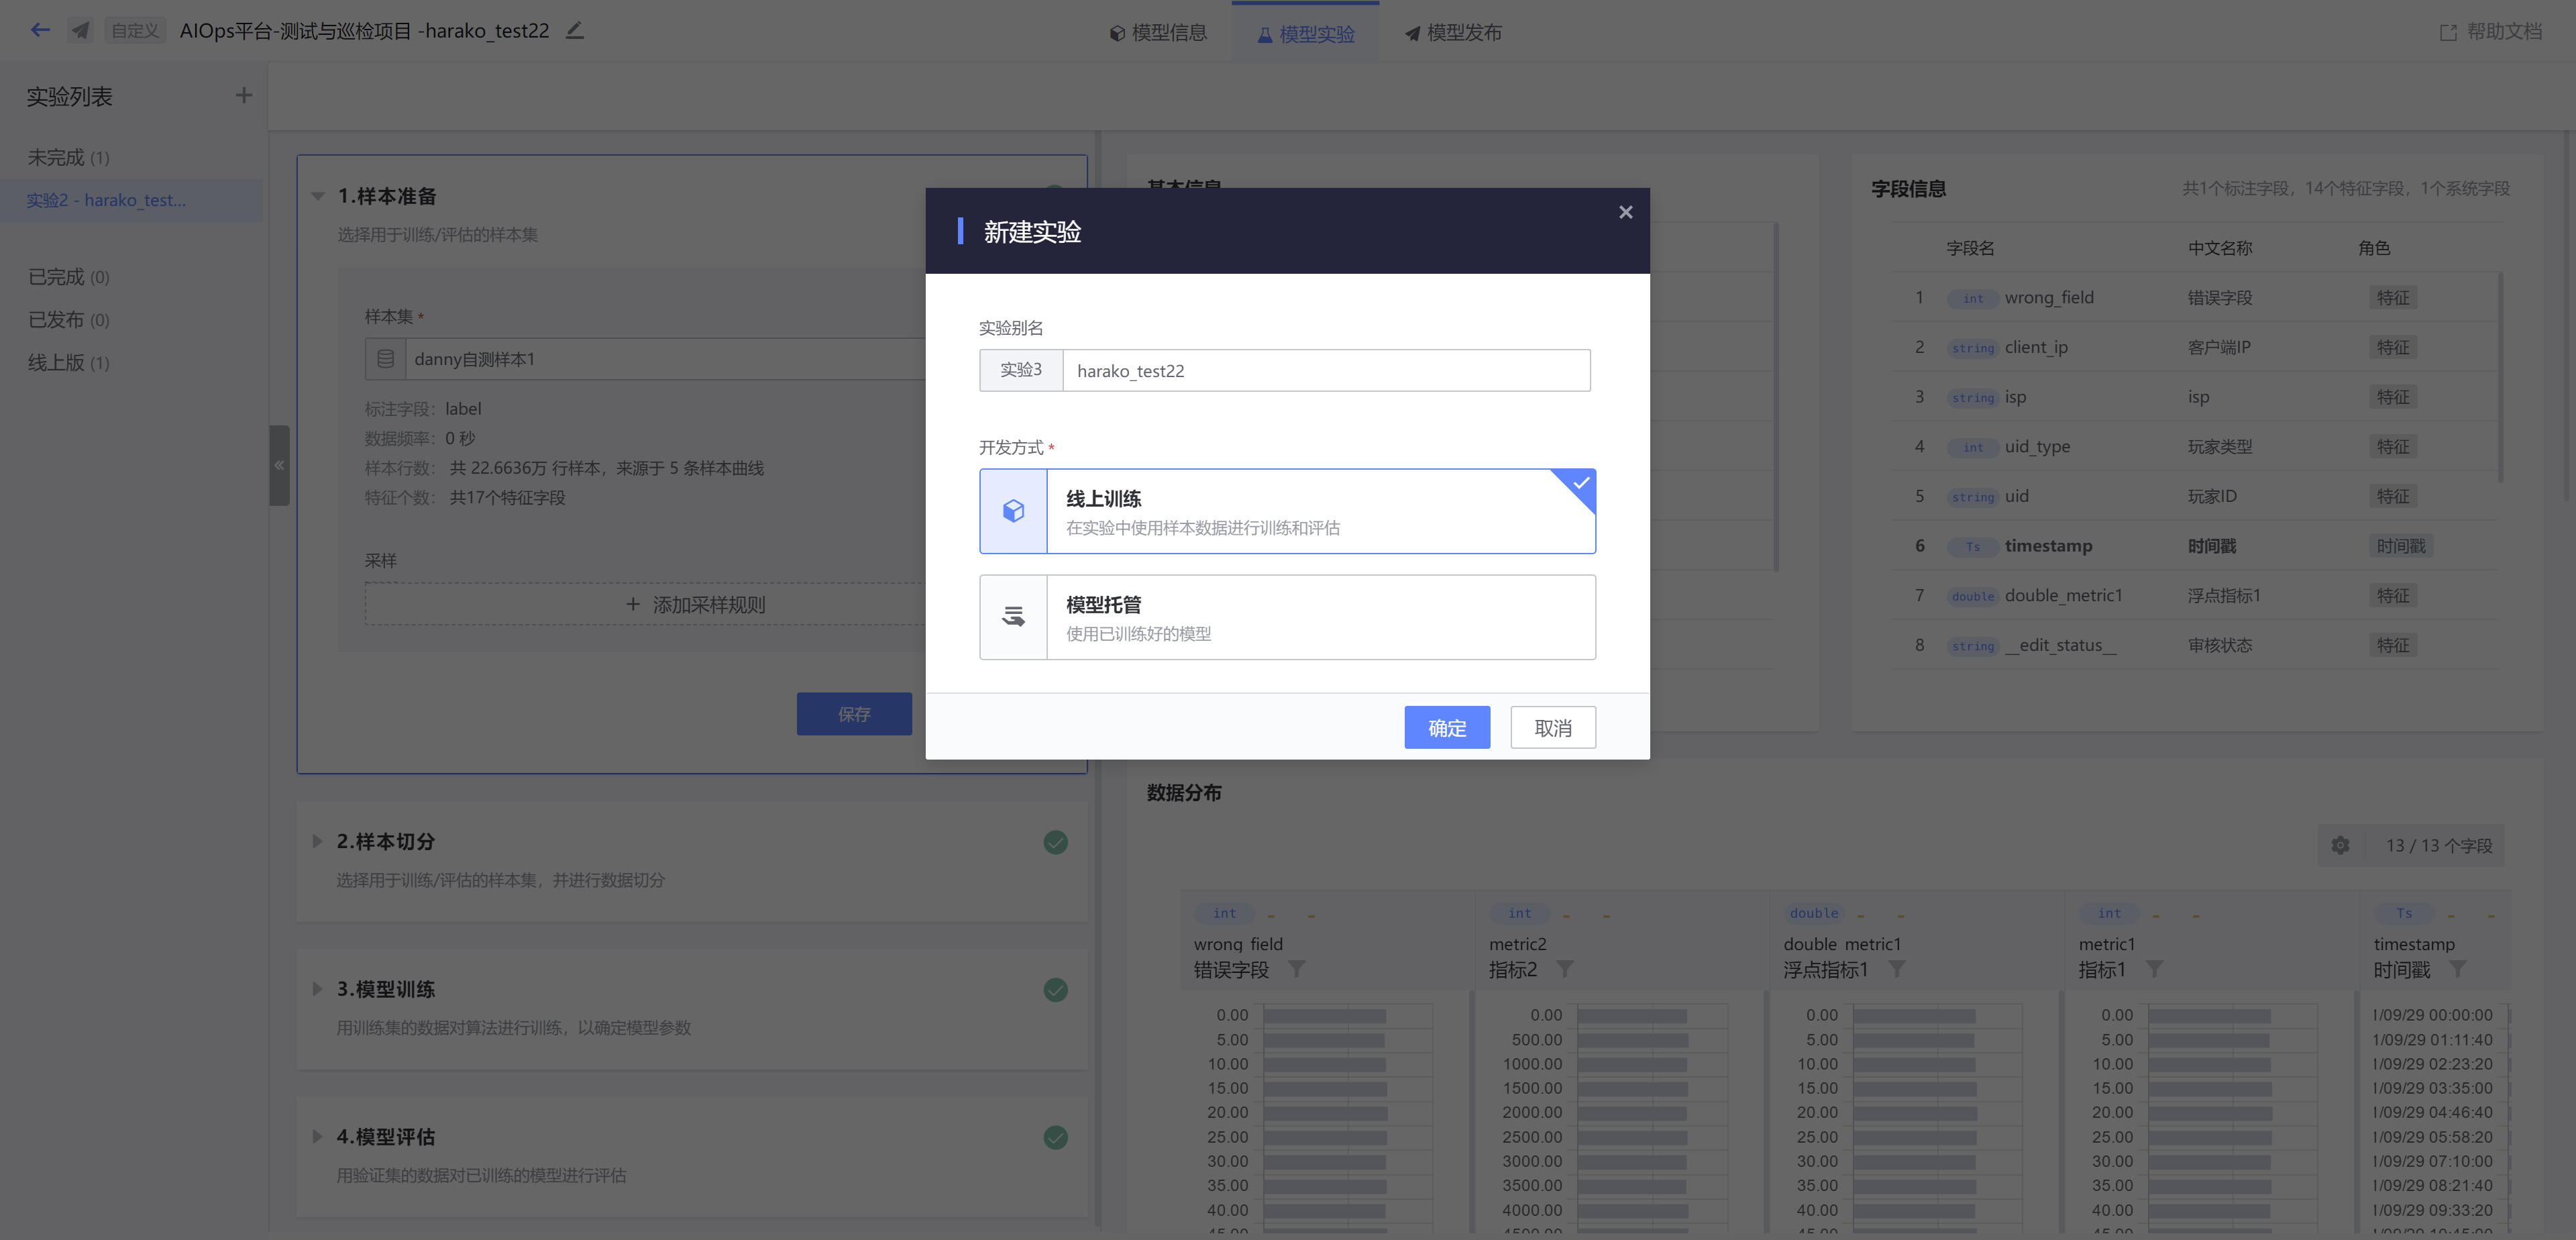 自定义 AIOps平台-测试与巡检项目 -harako_test22
模型信息 模型实验 模型发布
帮助文档
实验列表
未完成 (1)
实验2 - harako_test...
已完成 (0)
已发布 (0)
线上版 (1)
1.样本准备
选择用于训练/评估的样本集
样本集 *
danny自测样本1
标注字段： label
数据频率： 0 秒
样本行数： 共 22.6636万 行样本，来源于 5 条样本曲线
特征个数： 共17个特征字段
采样
添加采样规则
保存
2.样本切分
选择用于训练/评估的样本集，并进行数据切分
3.模型训练
用训练集的数据对算法进行训练，以确定模型参数
4.模型评估
用验证集的数据对已训练的模型进行评估
新建实验
实验别名
实验3 harako_test22
开发方式 *
线上训练
在实验中使用样本数据进行训练和评估
模型托管
使用已训练好的模型
确定 取消
字段信息 共1个标注字段，14个特征字段，1个系统字段
字段名 中文名称 角色
1 int wrong_field 错误字段 特征
2 string client_ip 客户端IP 特征
3 string isp isp 特征
4 int uid_type 玩家类型 特征
5 string uid 玩家ID 特征
6 Ts timestamp 时间戳 时间戳
7 double double_metric1 浮点指标1 特征
8 string __edit_status__ 审核状态 特征
数据分布
13 / 13 个字段
int - - int - - double - - int - - Ts - -
wrong_field metric2 double_metric1 metric1 timestamp
错误字段 指标2 浮点指标1 指标1 时间戳
0.00 0.00 0.00 0.00 1/09/29 00:00:00
5.00 500.00 5.00 5.00 1/09/29 01:11:40
10.00 1000.00 10.00 10.00 1/09/29 02:23:20
15.00 1500.00 15.00 15.00 1/09/29 03:35:00
20.00 2000.00 20.00 20.00 1/09/29 04:46:40
25.00 2500.00 25.00 25.00 1/09/29 05:58:20
30.00 3000.00 30.00 30.00 1/09/29 07:10:00
35.00 3500.00 35.00 35.00 1/09/29 08:21:40
40.00 4000.00 40.00 40.00 1/09/29 09:33:20